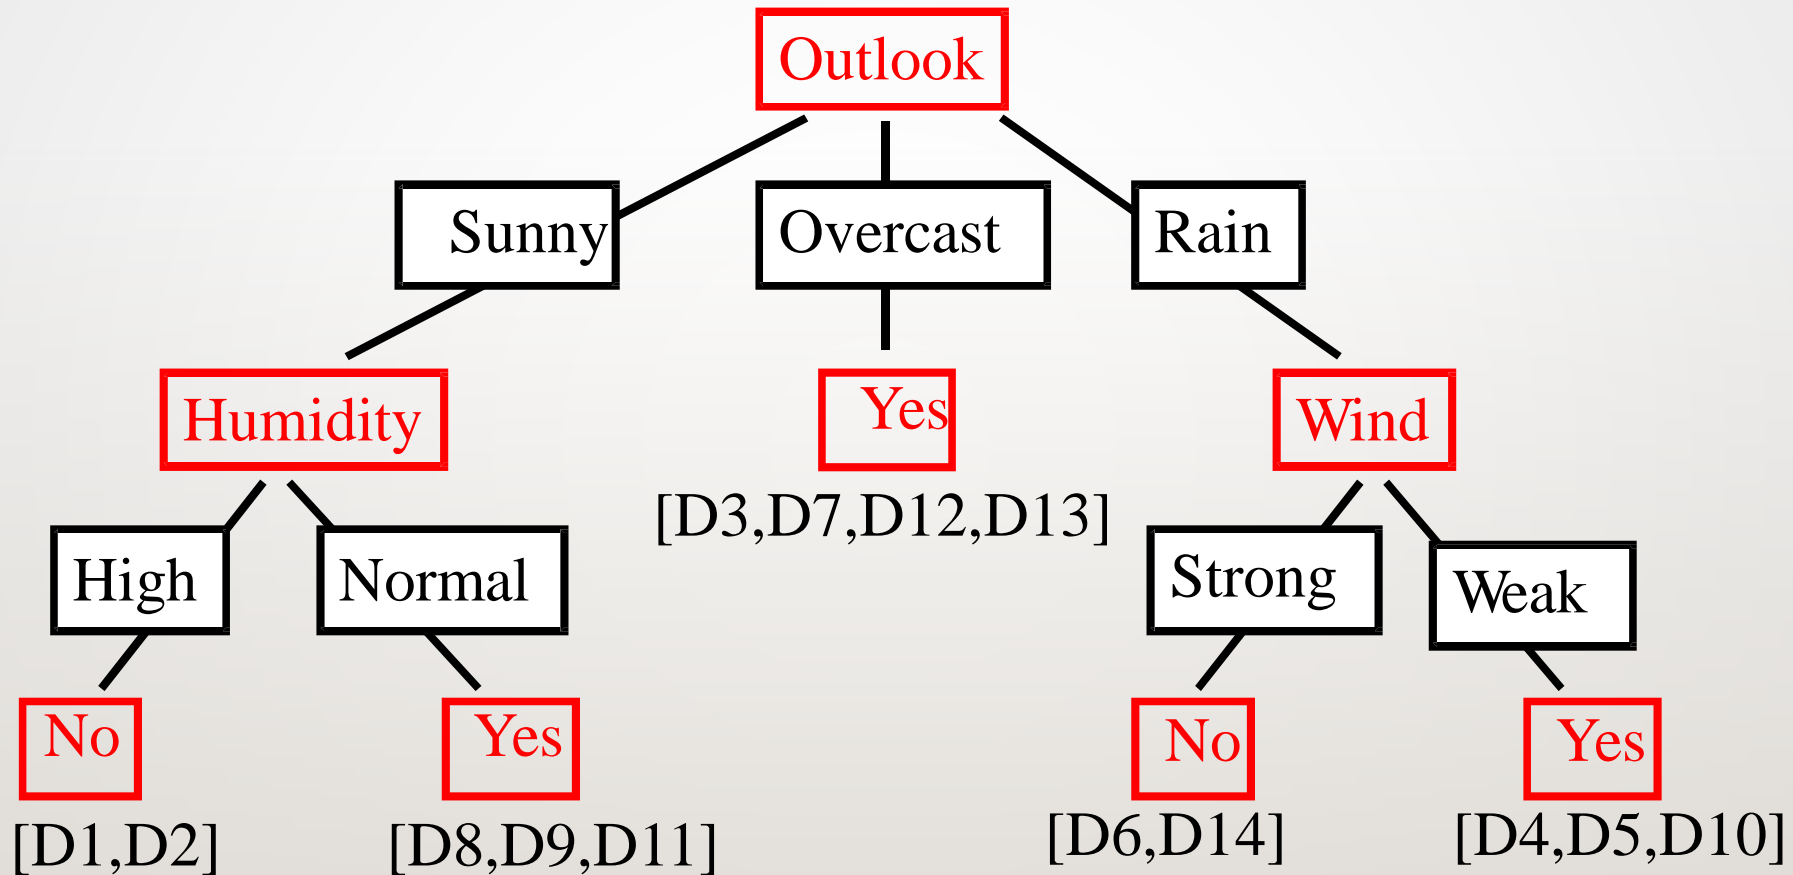 Outlook
Sunny
Overcast
Rain
Humidity
Yes
Wind
[D3,D7,D12,D13]
High
Normal
Strong
Weak
No
Yes
No
Yes
[D1,D2]
[D8,D9,D11]
[D6,D14]
[D4,D5,D10]